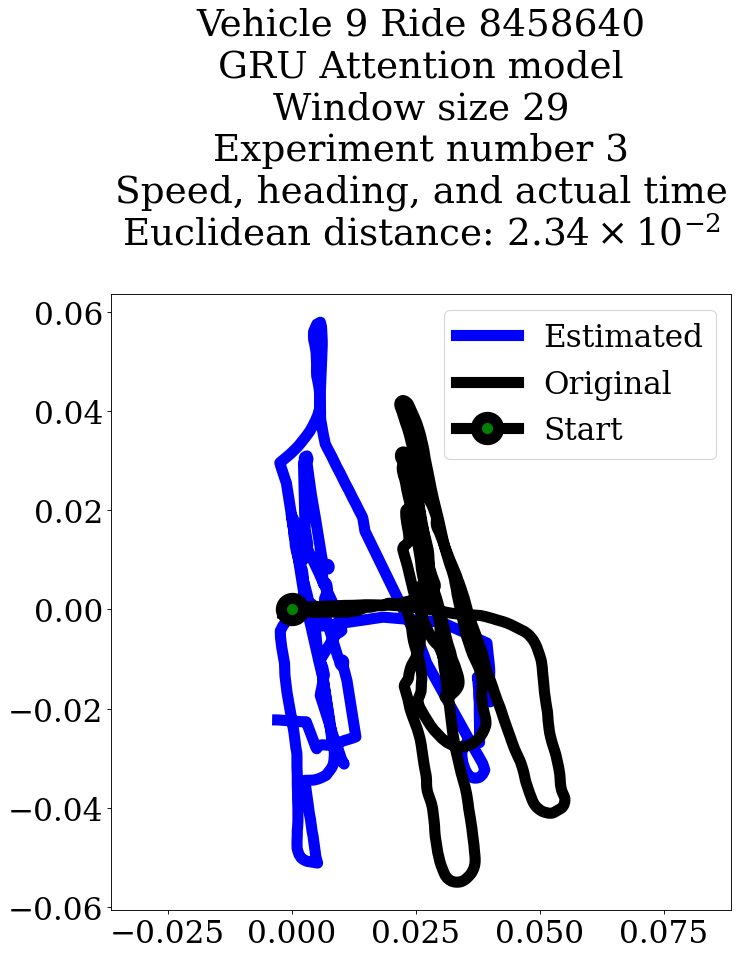 Vehicle 9 Ride 8458640
GRU Attention model
Window size 29
Experiment number 3
Speed, heading, and actual time
Euclidean distance: 2.34 × 10⁻²
0.06
0.04
0.02
0.00
−0.02
−0.04
−0.06
Estimated
Original
Start
−0.025
0.000
0.025
0.050
0.075